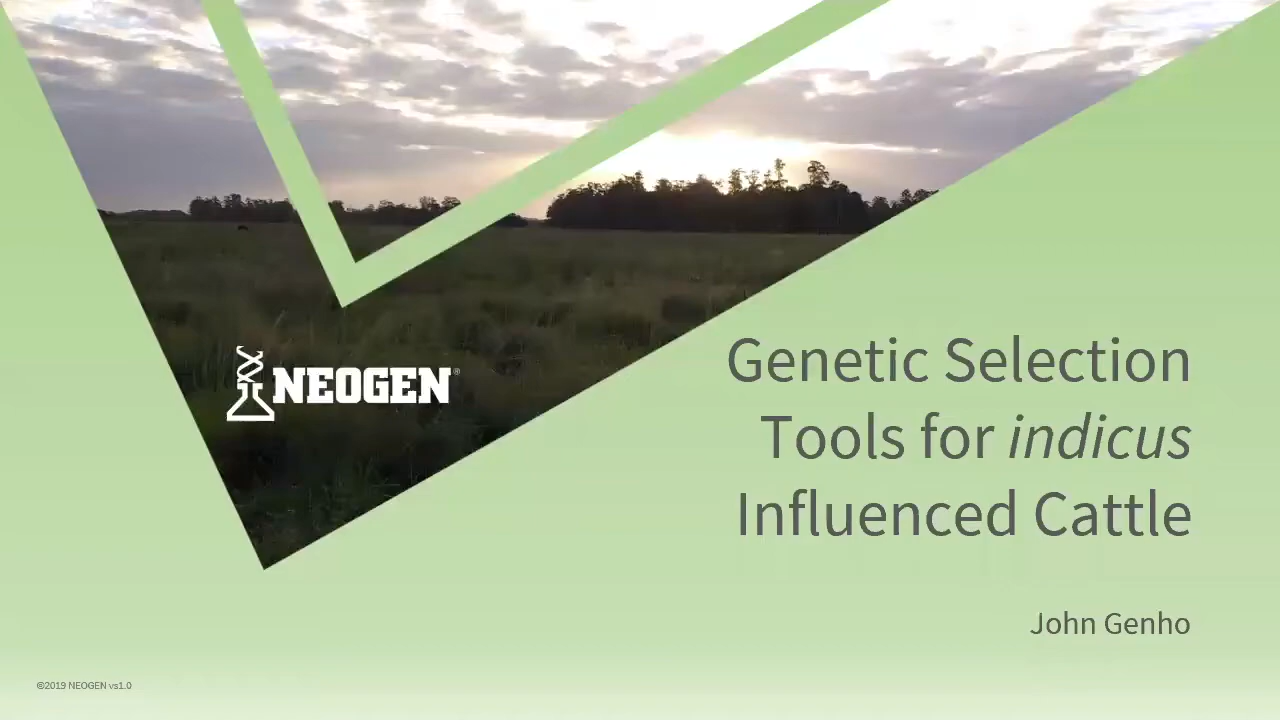 NEOGEN®
Genetic Selection
Tools for indicus
Influenced Cattle
John Genho
©2019 NEOGEN vs1.0